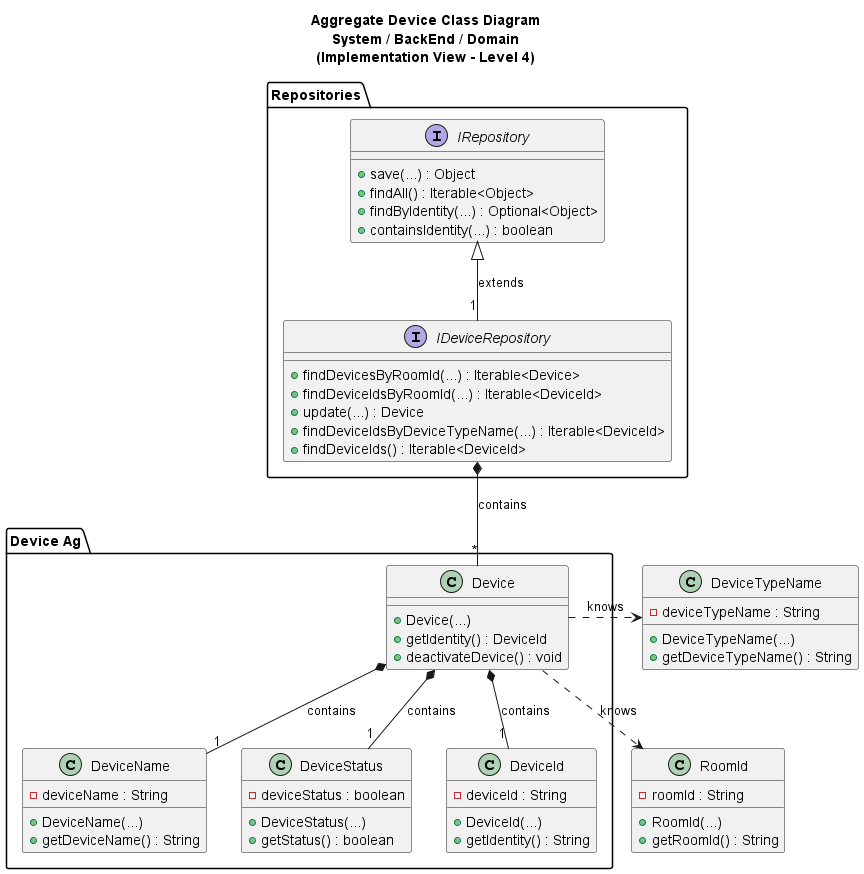 Aggregate Device Class Diagram
System / BackEnd / Domain
(Implementation View - Level 4)
Repositories
I IRepository
save(...) : Object
findAll() : Iterable<Object>
findByIdentity(...) : Optional<Object>
containsIdentity(...) : boolean
extends
1
I IDeviceRepository
findDevicesByRoomId(...) : Iterable<Device>
findDeviceIdsByRoomId(...) : Iterable<DeviceId>
update(...) : Device
findDeviceIdsByDeviceTypeName(...) : Iterable<DeviceId>
findDeviceIds() : Iterable<DeviceId>
contains
*
Device Ag
C Device
Device(...)
getIdentity() : DeviceId
deactivateDevice() : void
knows
C DeviceTypeName
deviceTypeName : String
DeviceTypeName(...)
getDeviceTypeName() : String
contains
1
contains
1
contains
1
knows
C DeviceName
deviceName : String
DeviceName(...)
getDeviceName() : String
C DeviceStatus
deviceStatus : boolean
DeviceStatus(...)
getStatus() : boolean
C DeviceId
deviceId : String
DeviceId(...)
getIdentity() : String
C RoomId
roomId : String
RoomId(...)
getRoomId() : String